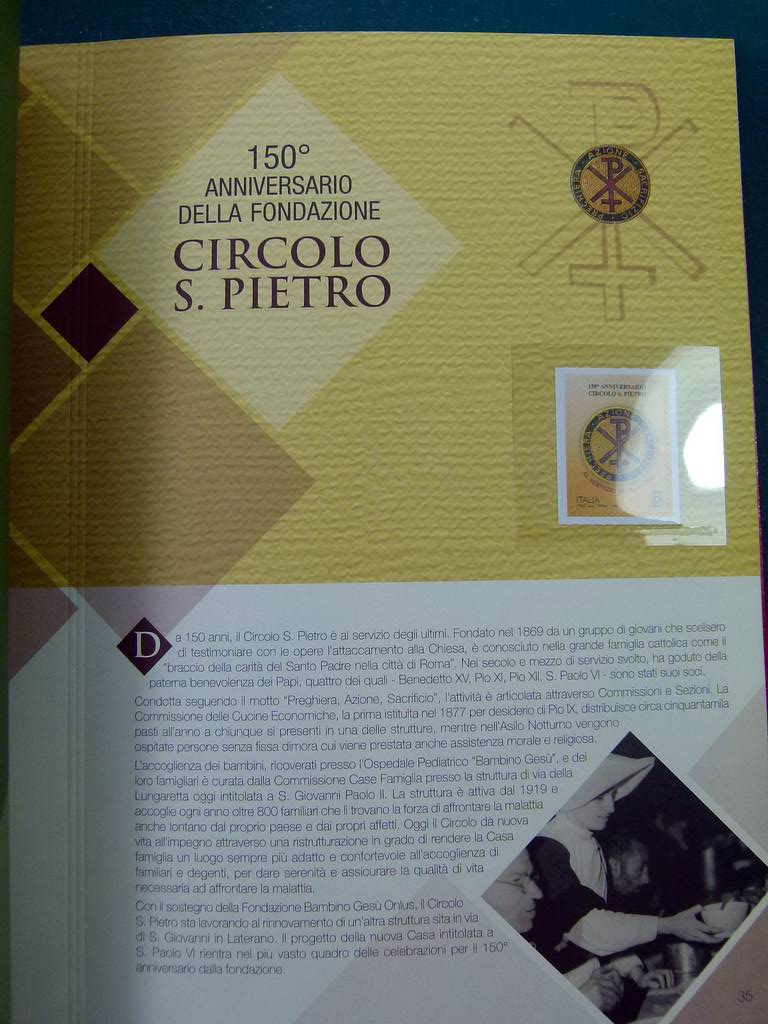 150°
ANNIVERSARIO
DELLA FONDAZIONE
CIRCOLO
S. PIETRO
PREGHIERA · AZIONE · SACRIFIZIO
150° ANNIVERSARIO
CIRCOLO S. PIETRO
PREGHIERA · AZIONE
AL SERVIZIO
ITALIA
Da 150 anni, il Circolo S. Pietro è al servizio degli ultimi. Fondato nel 1869 da un gruppo di giovani che scelsero
di testimoniare con le opere l'attaccamento alla Chiesa, è conosciuto nella grande famiglia cattolica come il
"braccio della carità del Santo Padre nella città di Roma". Nel secolo e mezzo di servizio svolto, ha goduto della
paterna benevolenza dei Papi, quattro dei quali - Benedetto XV, Pio XI, Pio XII, S. Paolo VI - sono stati suoi soci.
Condotta seguendo il motto "Preghiera, Azione, Sacrificio", l'attività è articolata attraverso Commissioni e Sezioni. La
Commissione delle Cucine Economiche, la prima istituita nel 1877 per desiderio di Pio IX, distribuisce circa cinquantamila
pasti all'anno a chiunque si presenti in una delle strutture, mentre nell'Asilo Notturno vengono
ospitate persone senza fissa dimora cui viene prestata anche assistenza morale e religiosa.
L'accoglienza dei bambini, ricoverati presso l'Ospedale Pediatrico "Bambino Gesù", e dei
loro famigliari è curata dalla Commissione Case Famiglia presso la struttura di via della
Lungaretta oggi intitolata a S. Giovanni Paolo II. La struttura è attiva dal 1919 e
accoglie ogni anno oltre 800 familiari che lì trovano la forza di affrontare la malattia
anche lontano dal proprio paese e dai propri affetti. Oggi il Circolo dà nuova
vita all'impegno attraverso una ristrutturazione in grado di rendere la Casa
famiglia un luogo sempre più adatto e confortevole all'accoglienza di
familiari e degenti, per dare serenità e assicurare la qualità di vita
necessaria ad affrontare la malattia.
Con il sostegno della Fondazione Bambino Gesù Onlus, il Circolo
S. Pietro sta lavorando al rinnovamento di un'altra struttura sita in via
di S. Giovanni in Laterano. Il progetto della nuova Casa intitolata a
S. Paolo VI rientra nel più vasto quadro delle celebrazioni per il 150°
anniversario dalla fondazione.
35